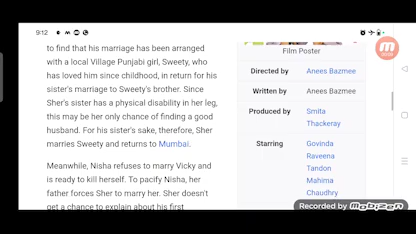 9:12
to find that his marriage has been arranged
with a local Village Punjabi girl, Sweety, who
has loved him since childhood, in return for his
sister's marriage to Sweety's brother. Since
Sher's sister has a physical disability in her leg,
this may be her only chance of finding a good
husband. For his sister's sake, therefore, Sher
marries Sweety and returns to Mumbai.
Meanwhile, Nisha refuses to marry Vicky and
is ready to kill herself. To pacify Nisha, her
father forces Sher to marry her. Sher doesn't
get a chance to explain about his first
Film Poster
Directed by Anees Bazmee
Written by Anees Bazmee
Produced by Smita
Thackeray
Starring Govinda
Raveena
Tandon
Mahima
Chaudhry
Recorded by Mobizen